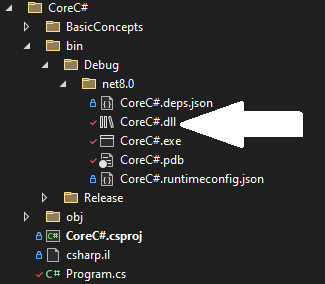 CoreC#
BasicConcepts
bin
Debug
net8.0
CoreC#.deps.json
CoreC#.dll
CoreC#.exe
CoreC#.pdb
CoreC#.runtimeconfig.json
Release
obj
C# CoreC#.csproj
csharp.il
C# Program.cs